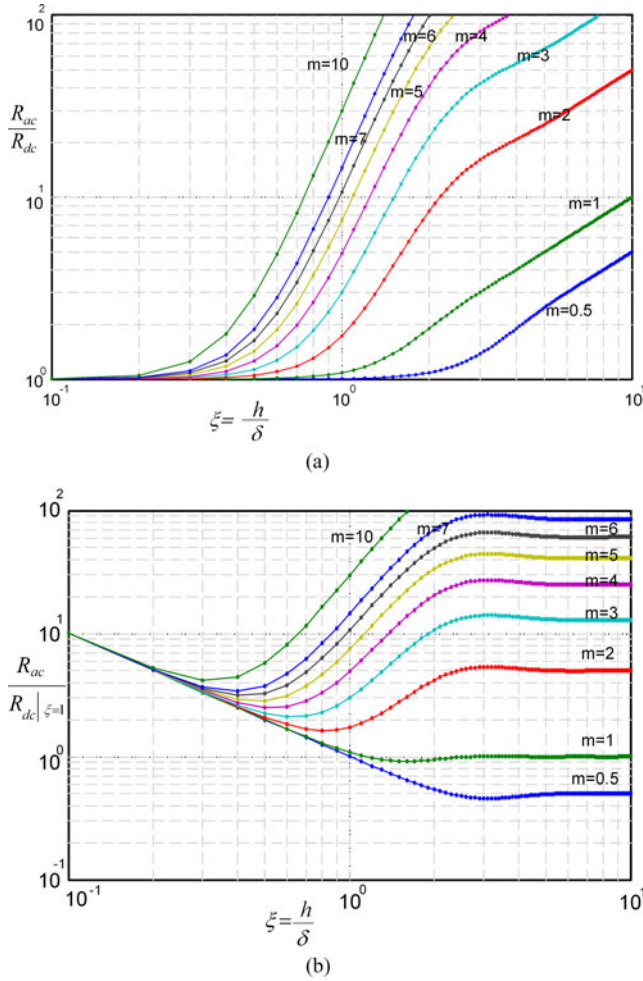 10²
R_ac
R_dc
10¹
10⁰
m=10
m=6
m=4
m=3
m=5
m=7
m=2
m=1
m=0.5
10⁻¹ 10⁰ 10¹
ξ = h/δ
(a)
10²
10¹
R_ac
R_dc|ξ=1
10⁰
10⁻¹
m=10
m=7
m=6
m=5
m=4
m=3
m=2
m=1
m=0.5
10⁻¹ 10⁰ 10¹
ξ = h/δ
(b)